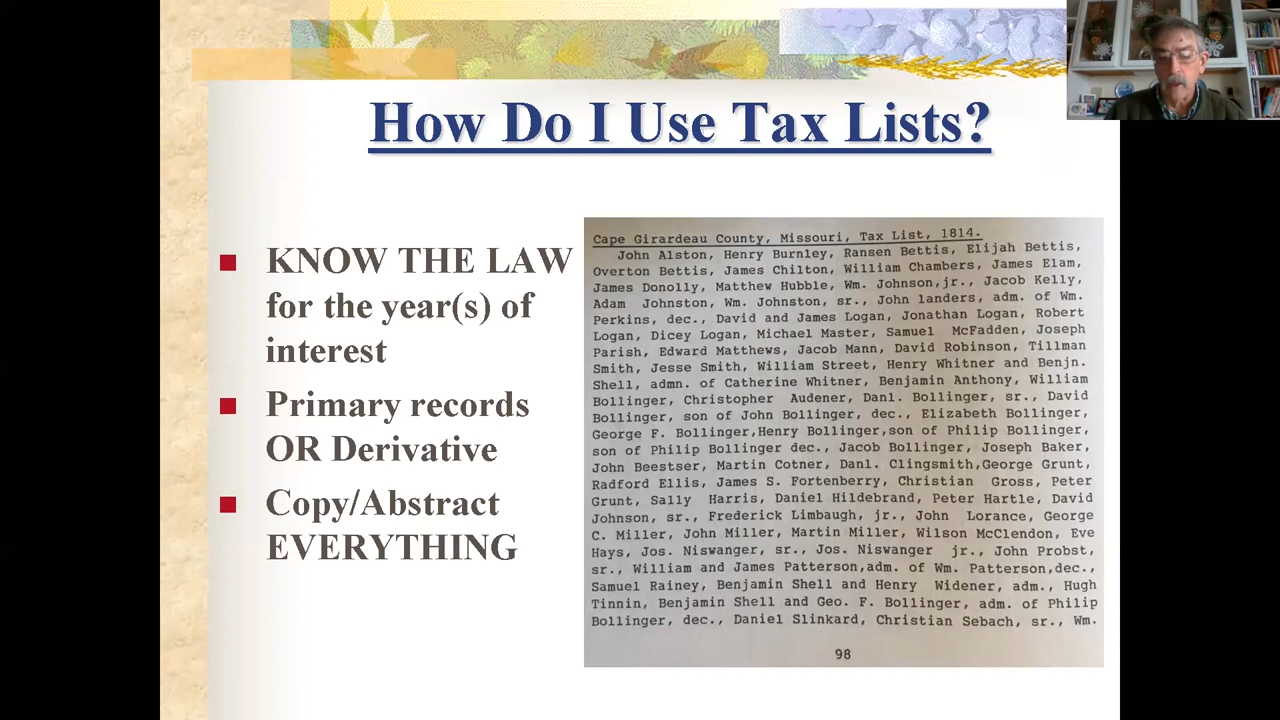 How Do I Use Tax Lists?
KNOW THE LAW
for the year(s) of
interest
Primary records
OR Derivative
Copy/Abstract
EVERYTHING
Cape Girardeau County, Missouri, Tax List, 1814.
John Alston, Henry Burnley, Ransen Bettis, Elijah Bettis,
Overton Bettis, James Chilton, William Chambers, James Elam,
James Donolly, Matthew Hubble, Wm. Johnson,jr., Jacob Kelly,
Adam Johnston, Wm. Johnston, sr., John landers, adm. of Wm.
Perkins, dec., David and James Logan, Jonathan Logan, Robert
Logan, Dicey Logan, Michael Master, Samuel McFadden, Joseph
Parish, Edward Matthews, Jacob Mann, David Robinson, Tillman
Smith, Jesse Smith, William Street, Henry Whitner and Benjn.
Shell, admn. of Catherine Whitner, Benjamin Anthony, William
Bollinger, Christopher Audener, Danl. Bollinger, sr., David
Bollinger, son of John Bollinger, dec., Elizabeth Bollinger,
George F. Bollinger,Henry Bollinger,son of Philip Bollinger,
son of Philip Bollinger dec., Jacob Bollinger, Joseph Baker,
John Beestser, Martin Cotner, Danl. Clingsmith,George Grunt,
Radford Ellis, James S. Fortenberry, Christian Gross, Peter
Grunt, Sally Harris, Daniel Hildebrand, Peter Hartle, David
Johnson, sr., Frederick Limbaugh, jr., John Lorance, George
C. Miller, John Miller, Martin Miller, Wilson McClendon, Eve
Hays, Jos. Niswanger, sr., Jos. Niswanger jr., John Probst,
sr., William and James Patterson,adm. of Wm. Patterson,dec.,
Samuel Rainey, Benjamin Shell and Henry Widener, adm., Hugh
Tinnin, Benjamin Shell and Geo. F. Bollinger, adm. of Philip
Bollinger, dec., Daniel Slinkard, Christian Sebach, sr., Wm.
98